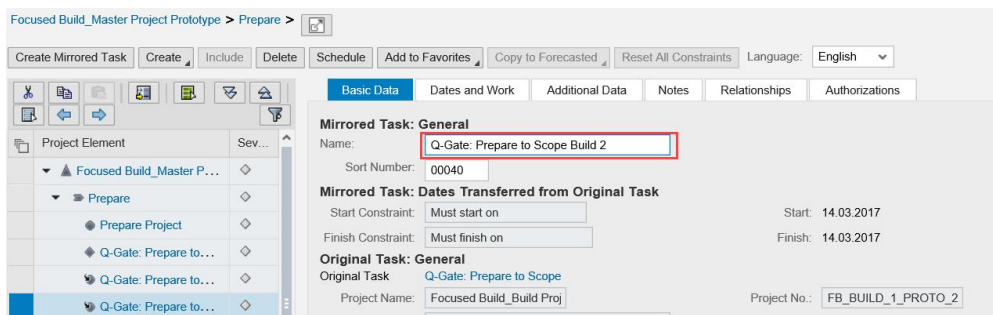 Focused Build_Master Project Prototype > Prepare >
Create Mirrored Task Create Include Delete Schedule Add to Favorites Copy to Forecasted Reset All Constraints Language: English
Basic Data Dates and Work Additional Data Notes Relationships Authorizations
Mirrored Task: General
Project Element Sev...
Name: Q-Gate: Prepare to Scope Build 2
Focused Build_Master P...
Sort Number: 00040
Mirrored Task: Dates Transferred from Original Task
Prepare
Start Constraint: Must start on Start: 14.03.2017
Prepare Project
Finish Constraint: Must finish on Finish: 14.03.2017
Q-Gate: Prepare to...
Original Task: General
Original Task Q-Gate: Prepare to Scope
Q-Gate: Prepare to...
Project Name: Focused Build_Build Proj Project No.: FB_BUILD_1_PROTO_2
Q-Gate: Prepare to...